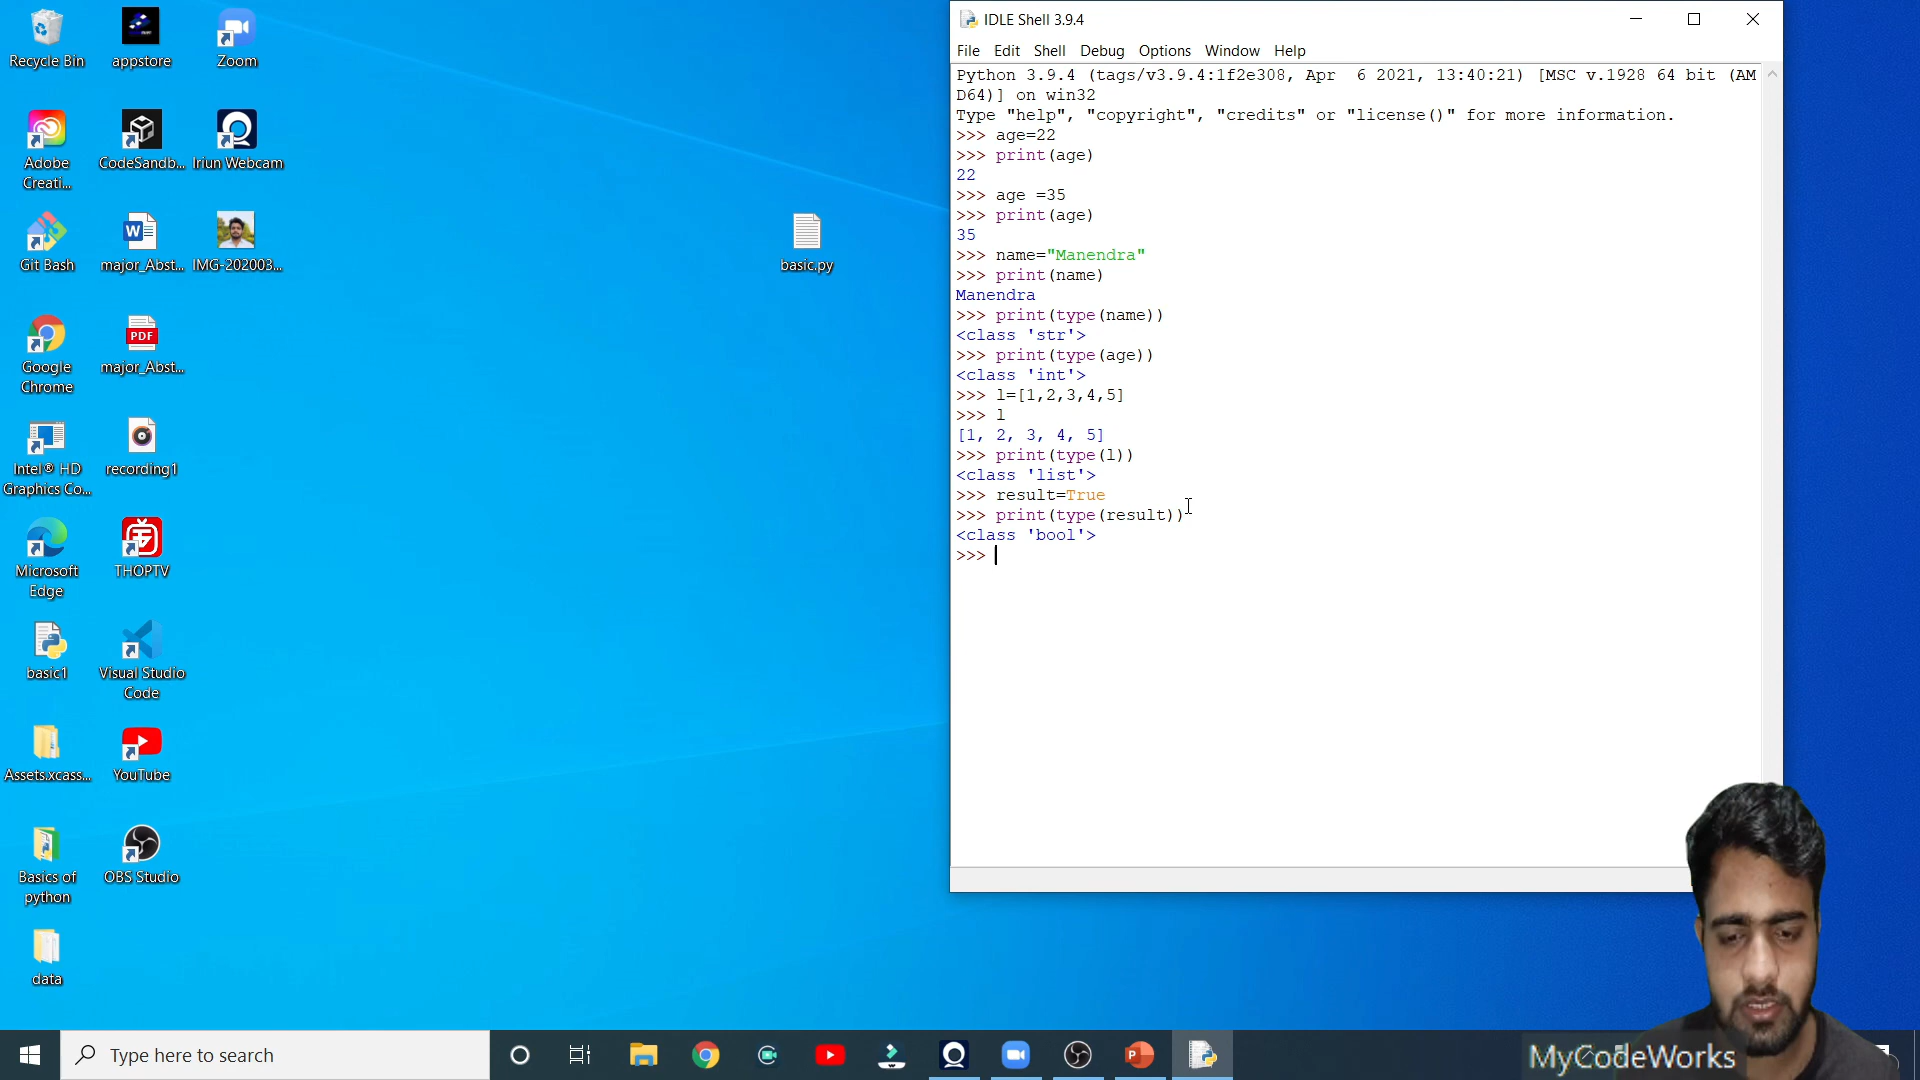 Recycle Bin
appstore
Zoom
Adobe
Creati...
CodeSandb...
Iriun Webcam
Git Bash
W
major_Abst...
IMG-202003...
basic.py
Google
Chrome
PDF
major_Abst...
Intel® HD
Graphics Co...
recording1
Microsoft
Edge
THOPTV
basic1
Visual Studio
Code
Assets.xcass...
YouTube
Basics of
python
OBS Studio
data
IDLE Shell 3.9.4
File Edit Shell Debug Options Window Help
Python 3.9.4 (tags/v3.9.4:1f2e308, Apr  6 2021, 13:40:21) [MSC v.1928 64 bit (AM
D64)] on win32
Type "help", "copyright", "credits" or "license()" for more information.
>>> age=22
>>> print(age)
22
>>> age =35
>>> print(age)
35
>>> name="Manendra"
>>> print(name)
Manendra
>>> print(type(name))
<class 'str'>
>>> print(type(age))
<class 'int'>
>>> l=[1,2,3,4,5]
>>> l
[1, 2, 3, 4, 5]
>>> print(type(l))
<class 'list'>
>>> result=True
>>> print(type(result))
<class 'bool'>
>>>
Type here to search
MyCodeWorks